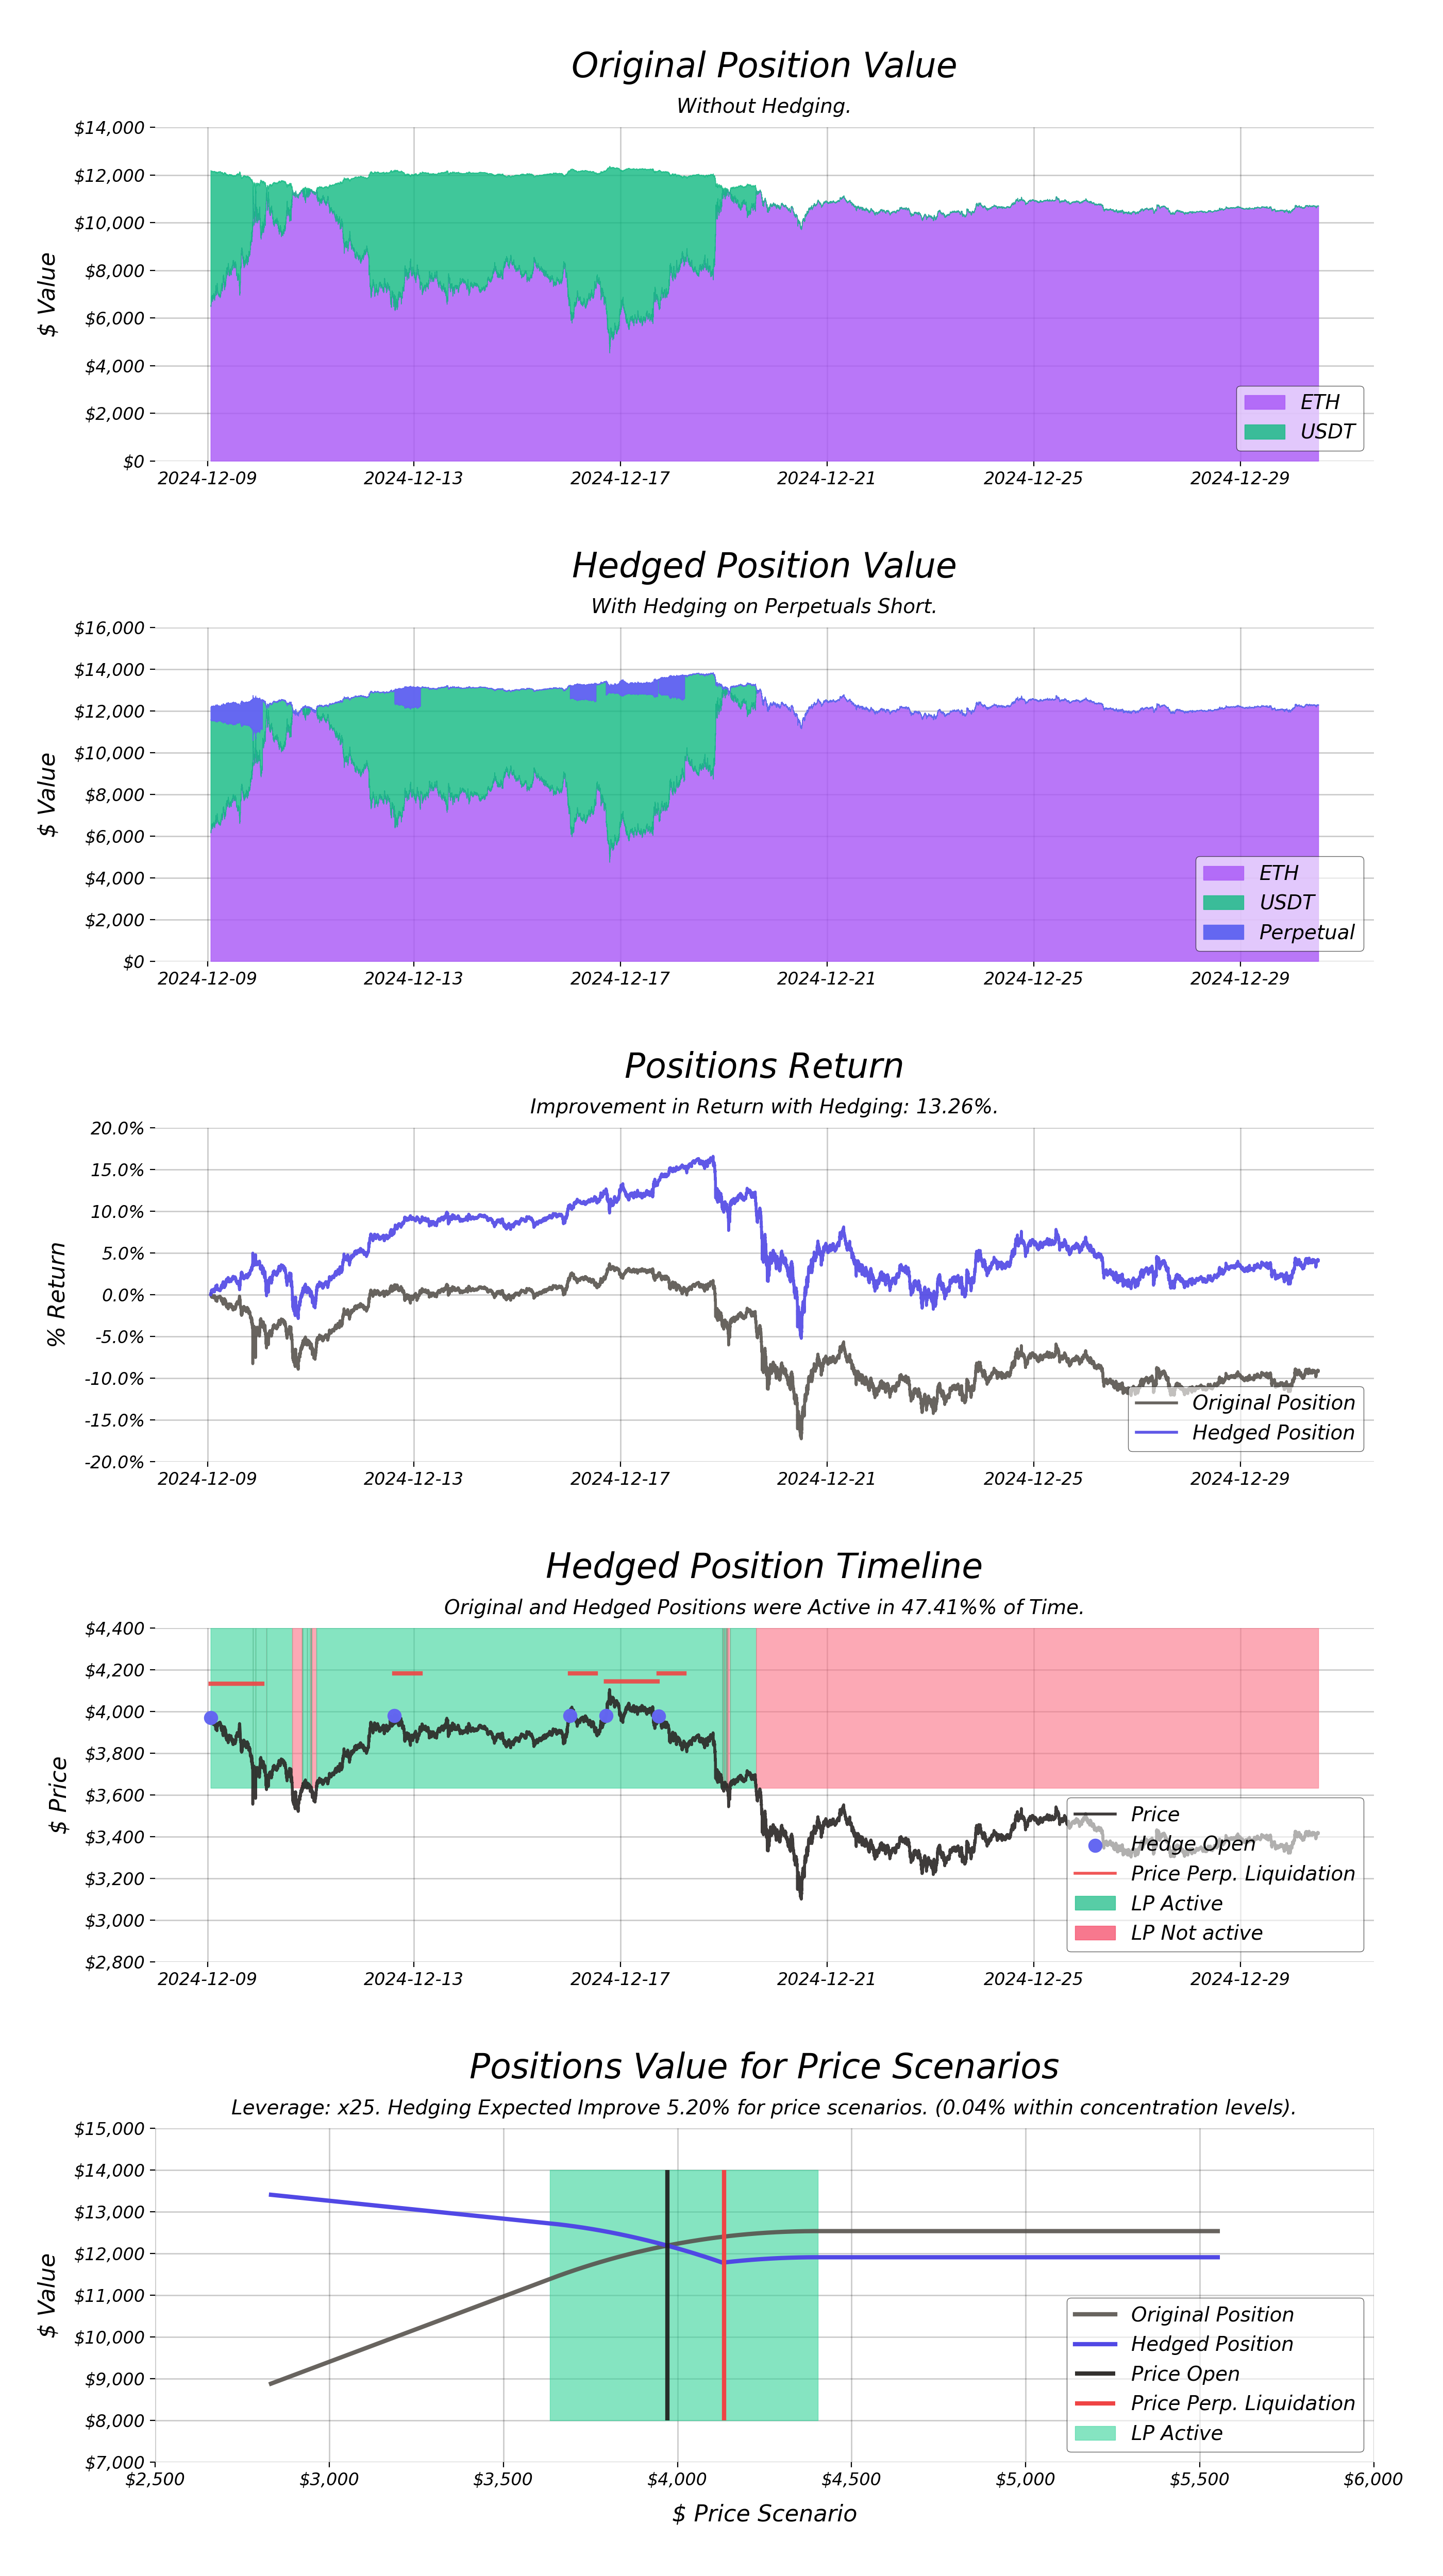 Original Position Value
Without Hedging.
$14,000
$12,000
$10,000
$8,000
$6,000
$4,000
$2,000
$0
$ Value
ETH
USDT
2024-12-09 2024-12-13 2024-12-17 2024-12-21 2024-12-25 2024-12-29
Hedged Position Value
With Hedging on Perpetuals Short.
$16,000
$14,000
$12,000
$10,000
$8,000
$6,000
$4,000
$2,000
$0
$ Value
ETH
USDT
Perpetual
2024-12-09 2024-12-13 2024-12-17 2024-12-21 2024-12-25 2024-12-29
Positions Return
Improvement in Return with Hedging: 13.26%.
20.0%
15.0%
10.0%
5.0%
0.0%
-5.0%
-10.0%
-15.0%
-20.0%
% Return
Original Position
Hedged Position
2024-12-09 2024-12-13 2024-12-17 2024-12-21 2024-12-25 2024-12-29
Hedged Position Timeline
Original and Hedged Positions were Active in 47.41%% of Time.
$4,400
$4,200
$4,000
$3,800
$3,600
$3,400
$3,200
$3,000
$2,800
$ Price
Price
Hedge Open
Price Perp. Liquidation
LP Active
LP Not active
2024-12-09 2024-12-13 2024-12-17 2024-12-21 2024-12-25 2024-12-29
Positions Value for Price Scenarios
Leverage: x25. Hedging Expected Improve 5.20% for price scenarios. (0.04% within concentration levels).
$15,000
$14,000
$13,000
$12,000
$11,000
$10,000
$9,000
$8,000
$7,000
$ Value
Original Position
Hedged Position
Price Open
Price Perp. Liquidation
LP Active
$2,500 $3,000 $3,500 $4,000 $4,500 $5,000 $5,500 $6,000
$ Price Scenario